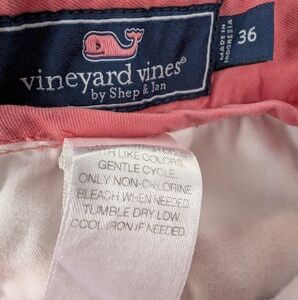 vineyard vines®
by Shep & Ian
MADE IN
INDONESIA
36
WITH LIKE COLORS.
GENTLE CYCLE.
ONLY NON-CHLORINE
BLEACH WHEN NEEDED.
TUMBLE DRY LOW.
COOL IRON IF NEEDED.